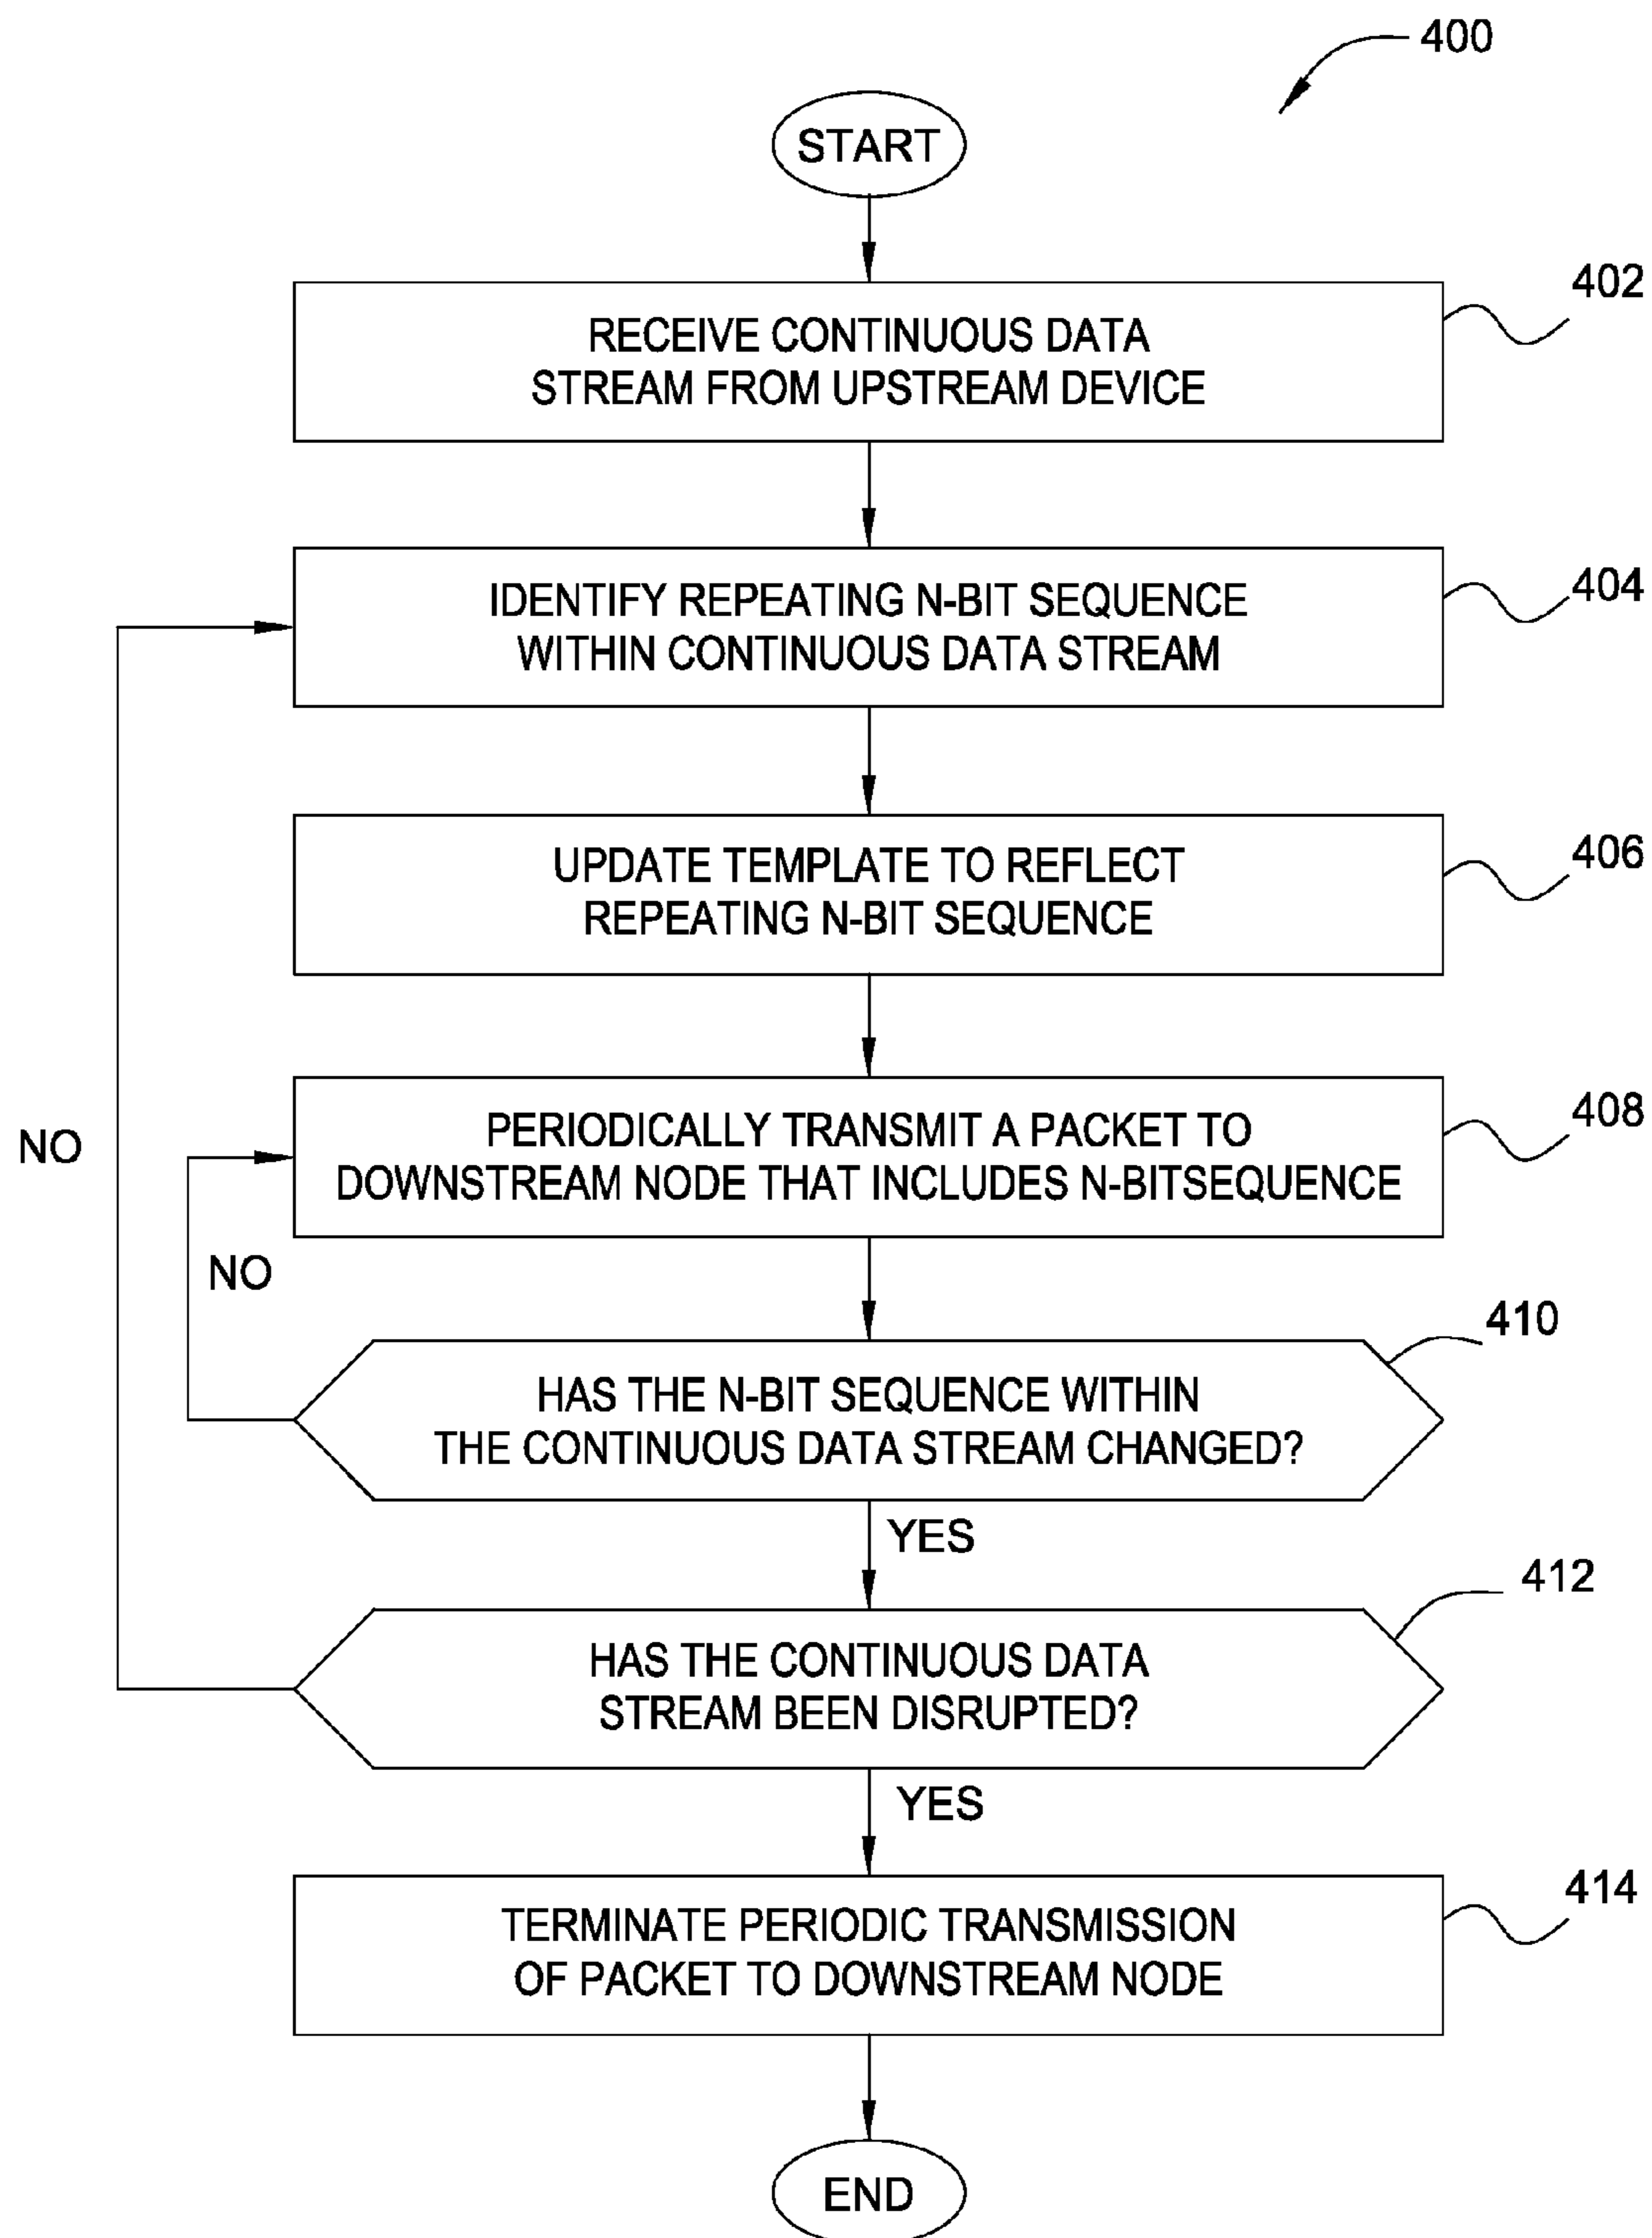 400
START
402
RECEIVE CONTINUOUS DATA
STREAM FROM UPSTREAM DEVICE
404
IDENTIFY REPEATING N-BIT SEQUENCE
WITHIN CONTINUOUS DATA STREAM
406
UPDATE TEMPLATE TO REFLECT
REPEATING N-BIT SEQUENCE
408
PERIODICALLY TRANSMIT A PACKET TO
DOWNSTREAM NODE THAT INCLUDES N-BITSEQUENCE
NO
NO
410
HAS THE N-BIT SEQUENCE WITHIN
THE CONTINUOUS DATA STREAM CHANGED?
YES
412
HAS THE CONTINUOUS DATA
STREAM BEEN DISRUPTED?
YES
414
TERMINATE PERIODIC TRANSMISSION
OF PACKET TO DOWNSTREAM NODE
END